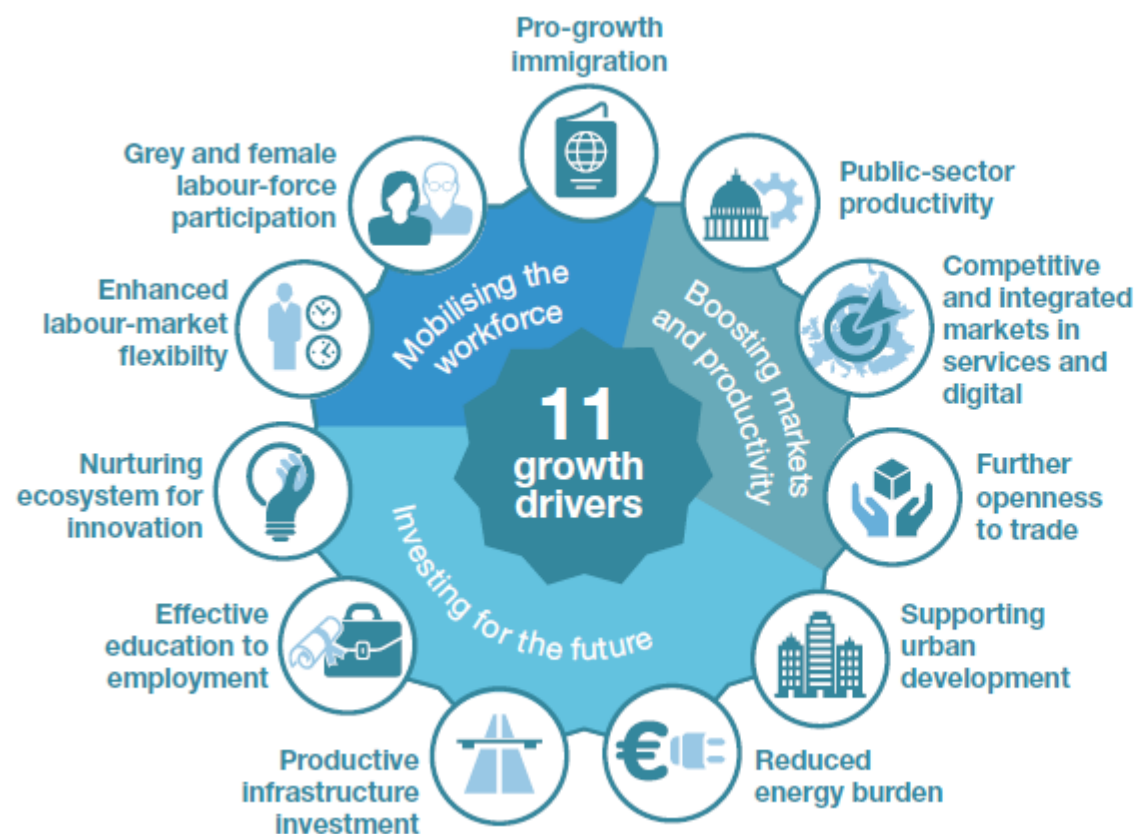 Pro-growth
immigration
Public-sector
productivity
Competitive
and integrated
markets in
services and
digital
Further
openness
to trade
Supporting
urban
development
Reduced
energy burden
Productive
infrastructure
investment
Effective
education to
employment
Nurturing
ecosystem for
innovation
Enhanced
labour-market
flexibilty
Grey and female
labour-force
participation
Mobilising the
workforce
Boosting markets
and productivity
Investing for the future
11
growth
drivers